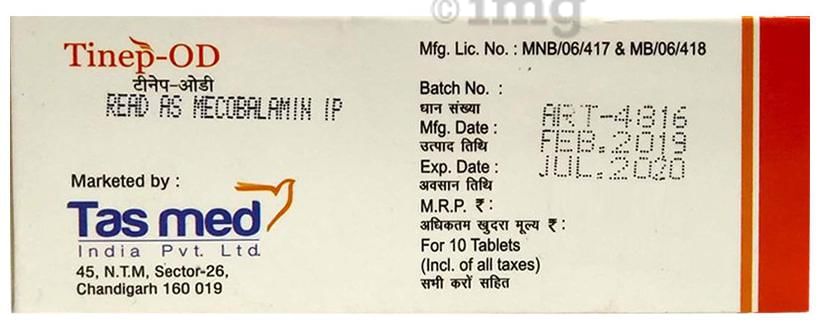 ©img
Tinep-OD
टीनेप-ओडी
READ AS MECOBALAMIN IP
Marketed by :
Tas med
India Pvt. Ltd.
45, N.T.M, Sector-26,
Chandigarh 160 019
Mfg. Lic. No. : MNB/06/417 & MB/06/418
Batch No. :
धान संख्या
ART-4816
Mfg. Date :
FEB.2019
उत्पाद तिथि
Exp. Date :
JUL.2020
अवसान तिथि
M.R.P. ₹ :
अधिकतम खुदरा मूल्य ₹ :
For 10 Tablets
(Incl. of all taxes)
सभी करों सहित